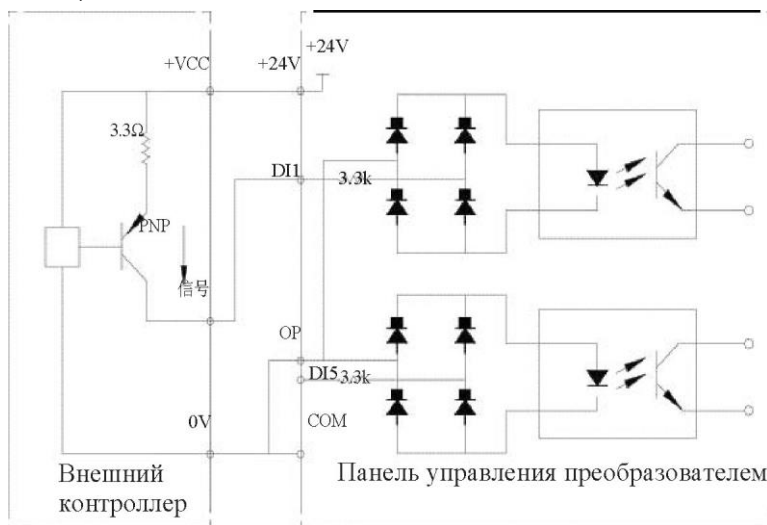 +24V
+VCC
+24V
3.3Ω
DI1
3.3k
PNP
信号
OP
DI5
3.3k
0V
COM
Внешний
контроллер
Панель управления преобразователем